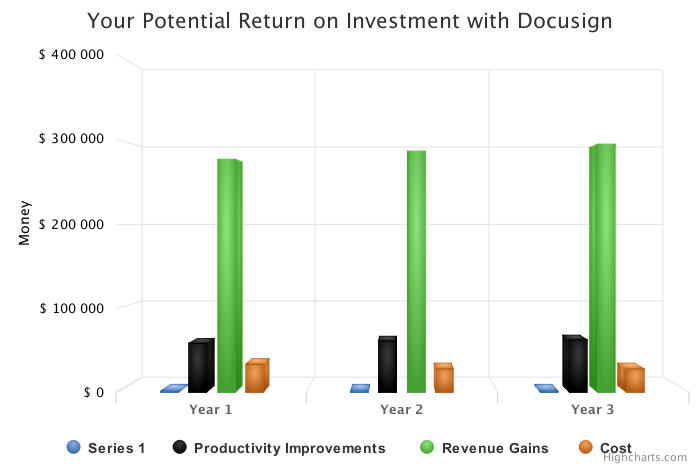 Your Potential Return on Investment with Docusign
$ 400 000
$ 300 000
$ 200 000
$ 100 000
$ 0
Money
Year 1
Year 2
Year 3
Series 1
Productivity Improvements
Revenue Gains
Cost
Highcharts.com